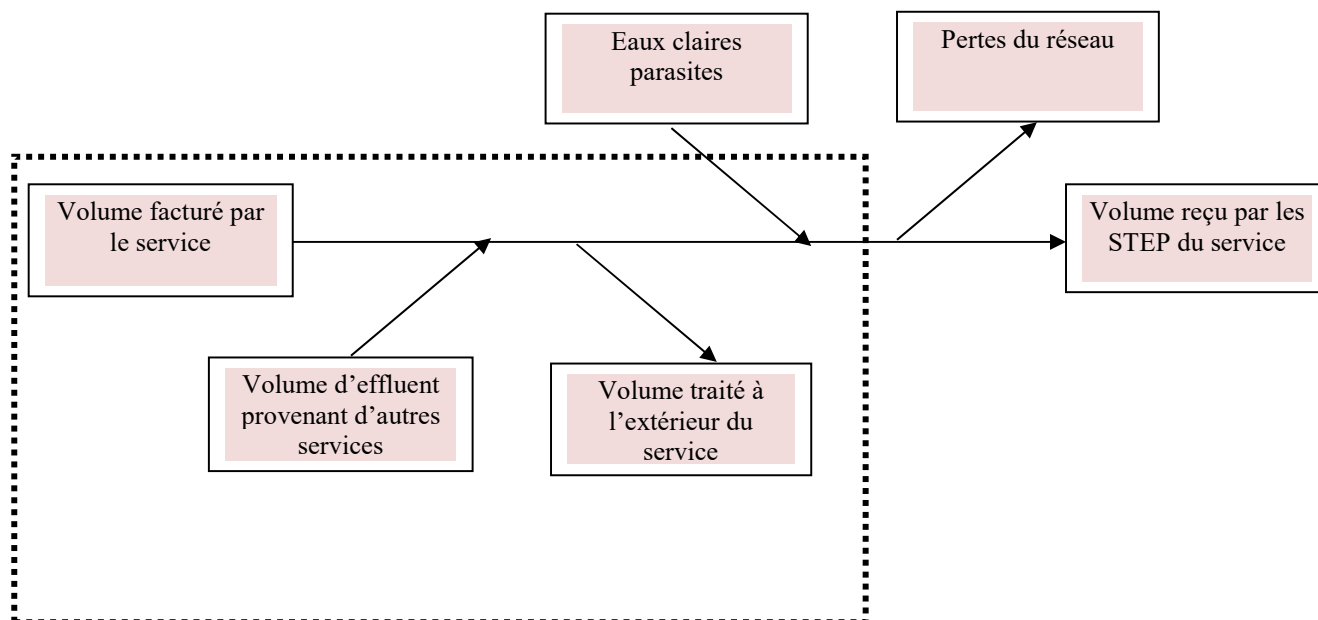 Eaux claires
parasites
Pertes du réseau
Volume facturé par
le service
Volume reçu par les
STEP du service
Volume d’effluent
provenant d’autres
services
Volume traité à
l’extérieur du
service